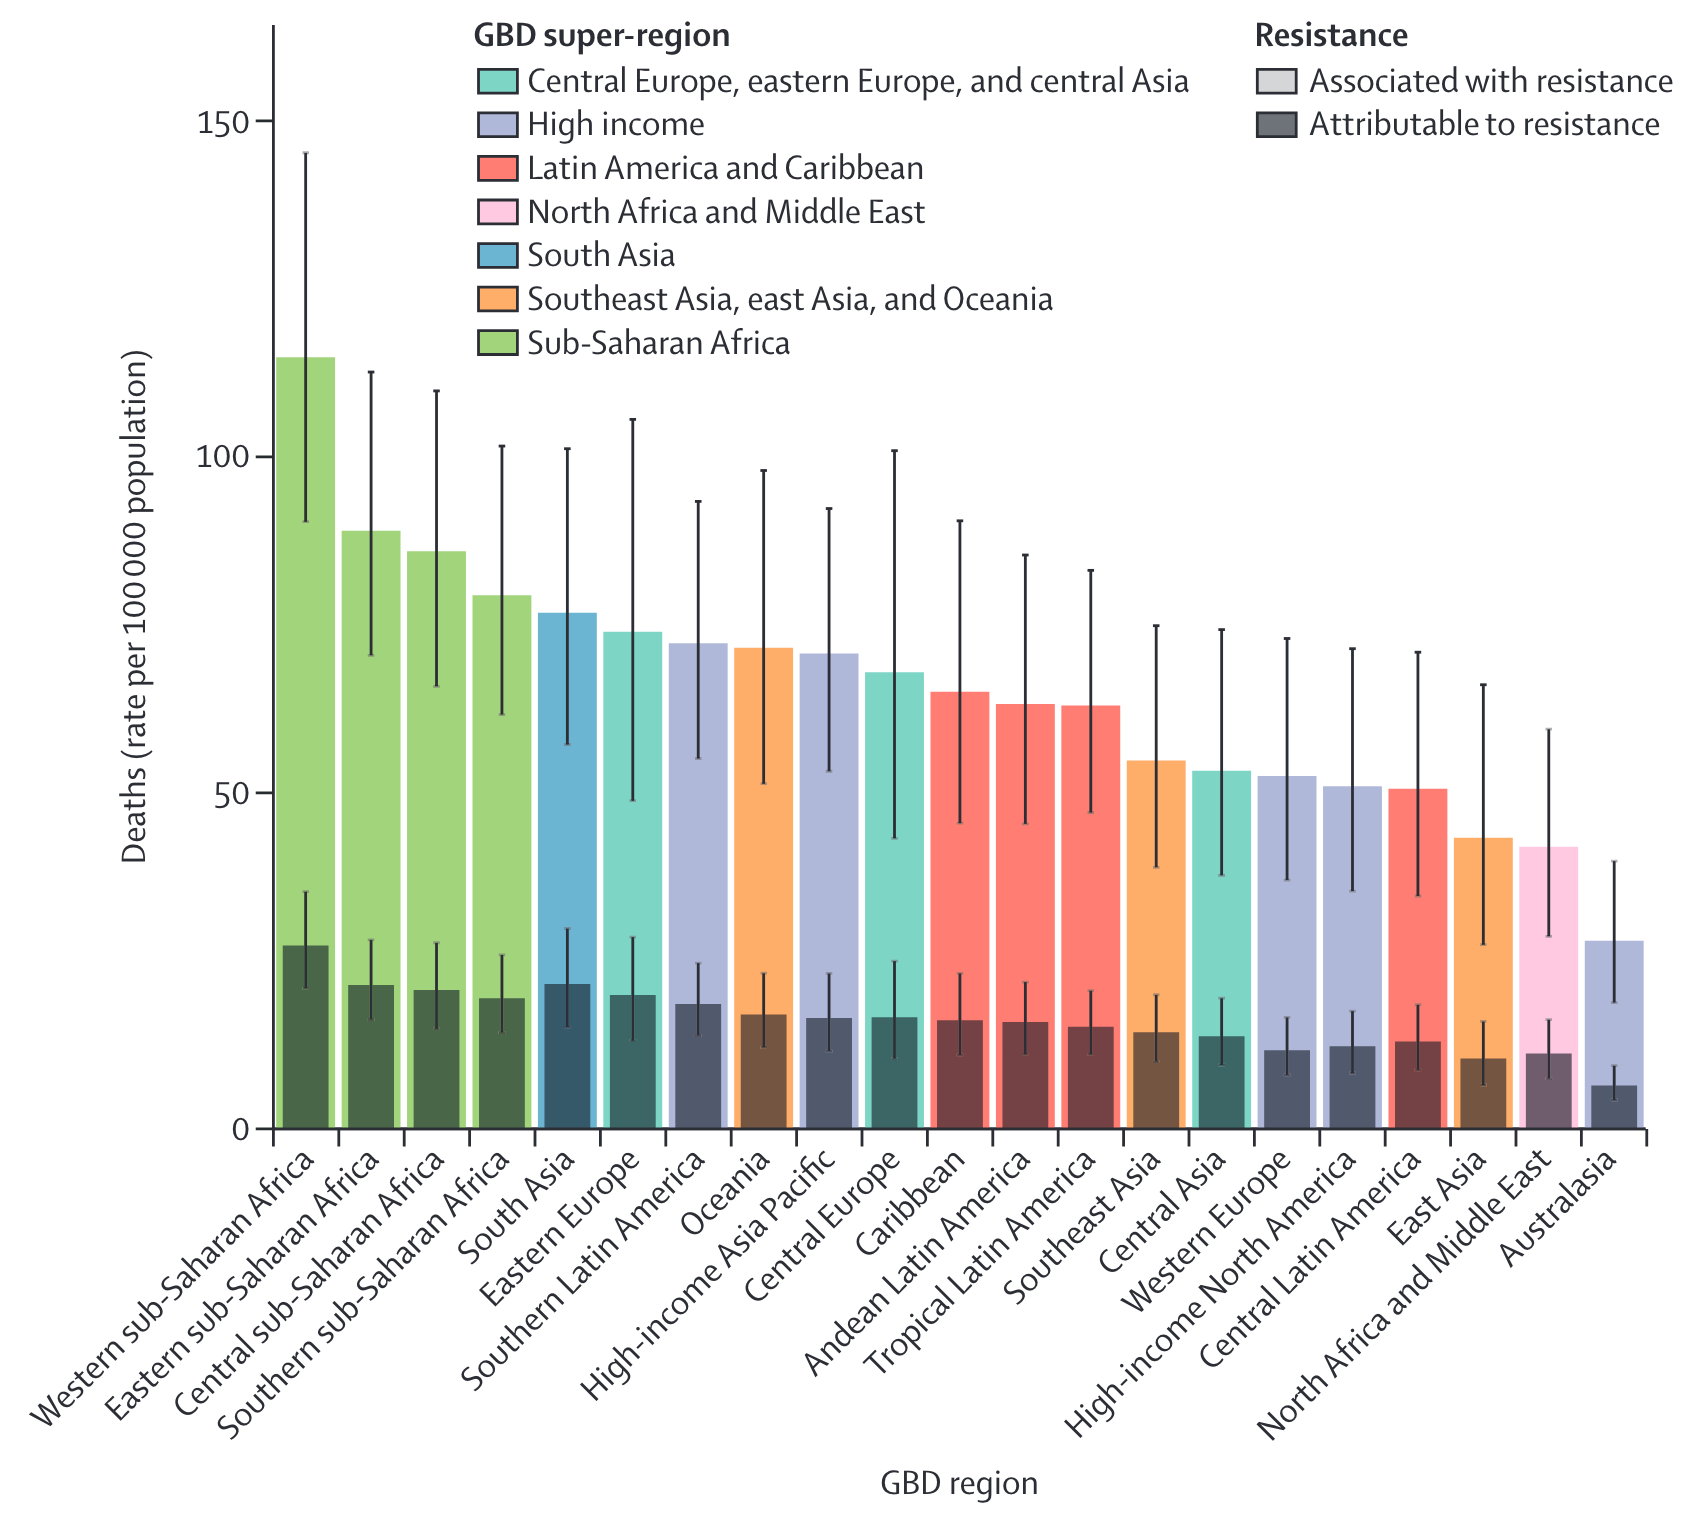 GBD super-region
Central Europe, eastern Europe, and central Asia
High income
Latin America and Caribbean
North Africa and Middle East
South Asia
Southeast Asia, east Asia, and Oceania
Sub-Saharan Africa
Resistance
Associated with resistance
Attributable to resistance
Deaths (rate per 100 000 population)
150
100
50
0
Western sub-Saharan Africa
Eastern sub-Saharan Africa
Central sub-Saharan Africa
Southern sub-Saharan Africa
South Asia
Eastern Europe
Southern Latin America
Oceania
High-income Asia Pacific
Central Europe
Caribbean
Andean Latin America
Tropical Latin America
Southeast Asia
Central Asia
Western Europe
High-income North America
Central Latin America
East Asia
North Africa and Middle East
Australasia
GBD region